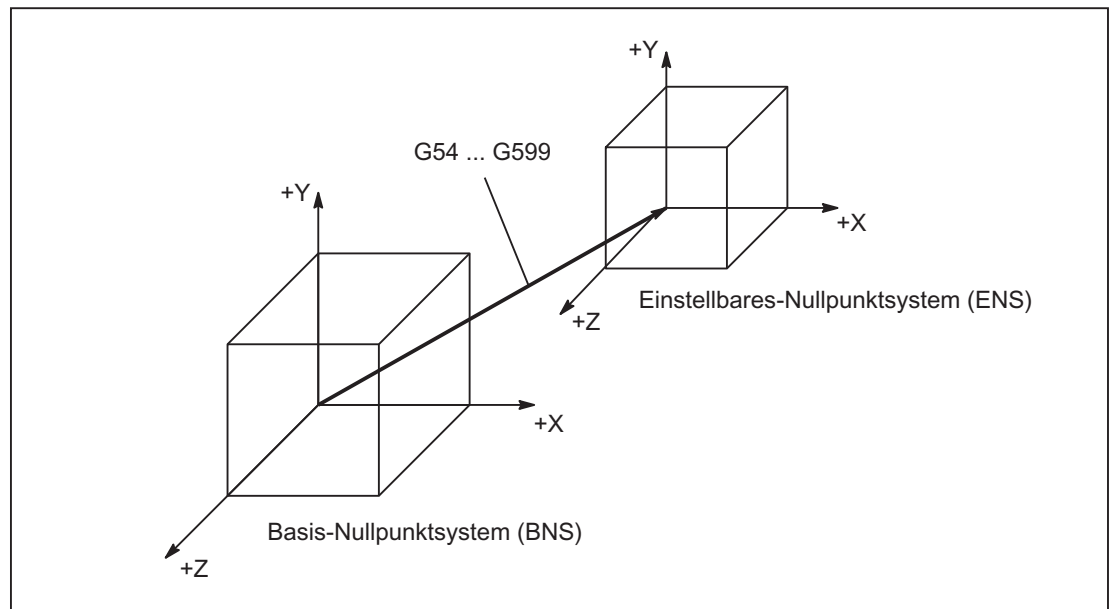 +Y
G54 ... G599
+Y
+X
Einstellbares-Nullpunktsystem (ENS)
+Z
+X
Basis-Nullpunktsystem (BNS)
+Z